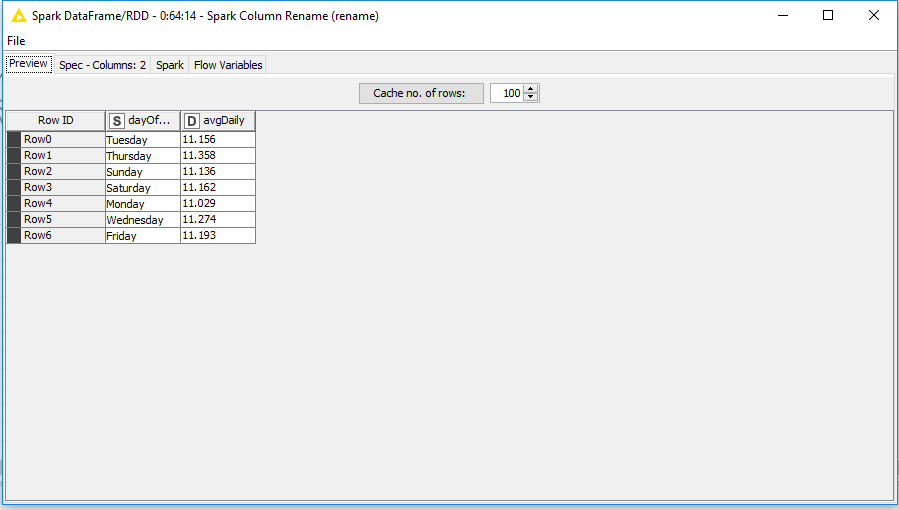 Spark DataFrame/RDD - 0:64:14 - Spark Column Rename (rename)
File
Preview Spec - Columns: 2 Spark Flow Variables
Cache no. of rows: 100
Row ID S dayOf... D avgDaily
Row0 Tuesday 11.156
Row1 Thursday 11.358
Row2 Sunday 11.136
Row3 Saturday 11.162
Row4 Monday 11.029
Row5 Wednesday 11.274
Row6 Friday 11.193